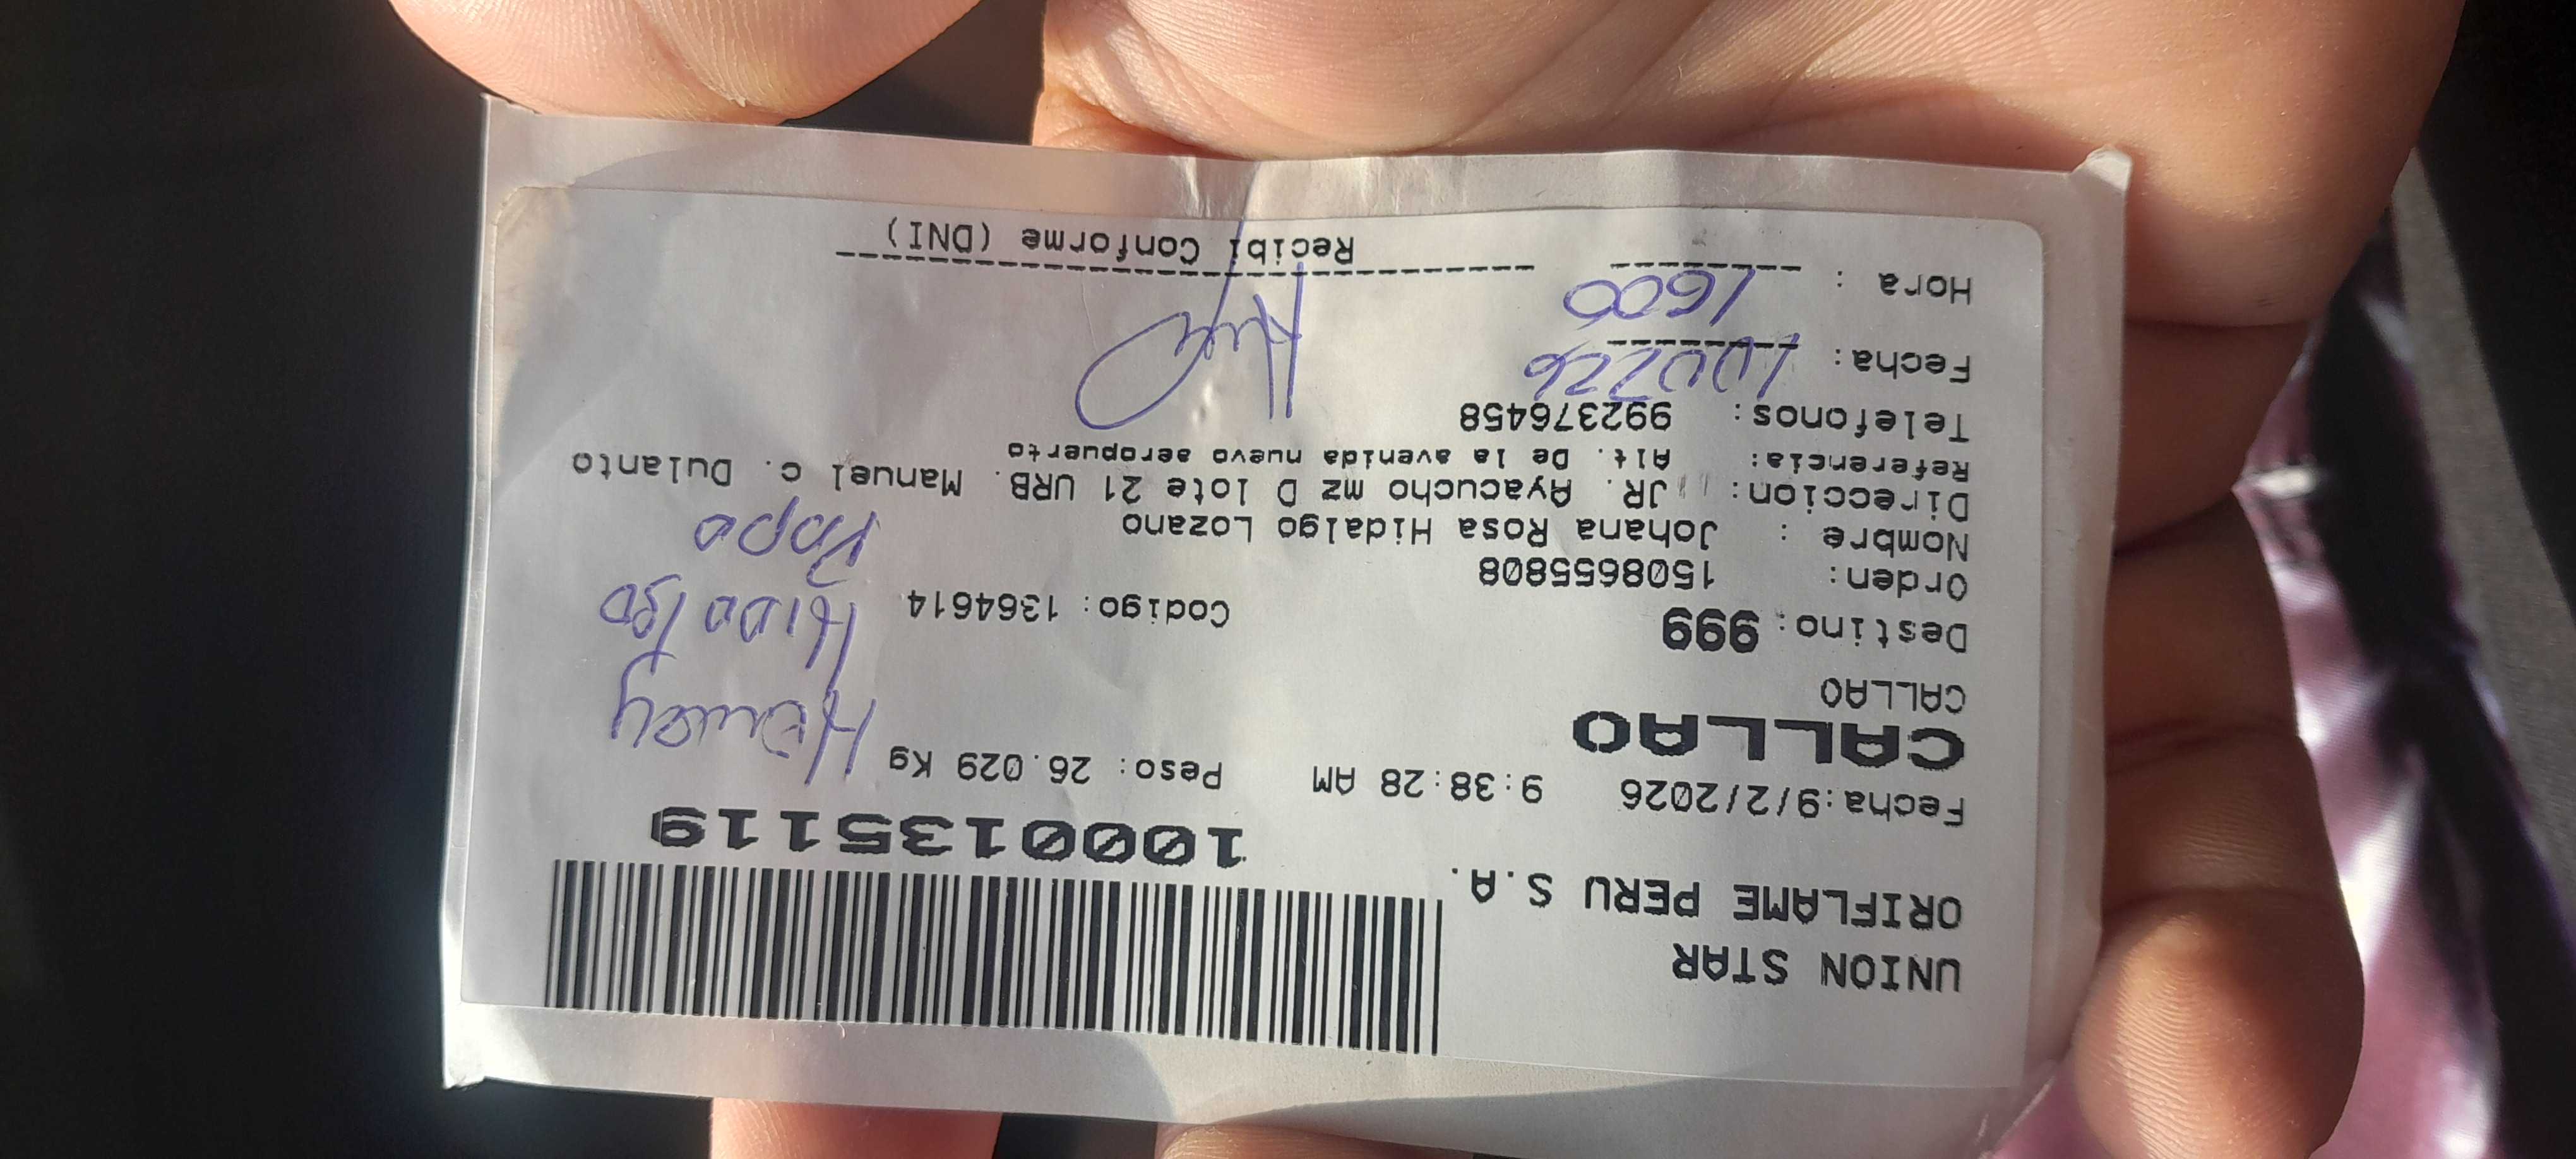 UNION STAR
ORIFLAME PERU S.A.
1000135119
Fecha:9/2/2026 9:38:28 AM Peso: 26.029 Kg
CALLAO
CALLAO
Destino: 999 Codigo: 1364614
Orden: 1508655808
Nombre : Johana Rosa Hidalgo Lozano
Direccion: JR. Ayacucho mz D lote 21 URB. Manuel c. Dulanto
Referencia: Alt. De la avenida nuevo aeropuerto
Telefonos: 992376458
Fecha: 100226
Hora : 1600
Recibi Conforme (DNI)
Henry
Hidalgo
Papa